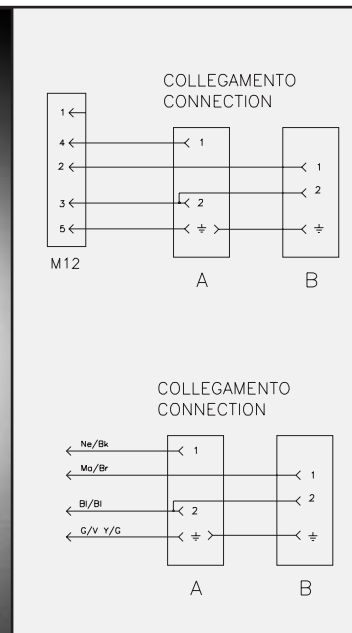 COLLEGAMENTO
CONNECTION
1
4
1
2
1
2
3
2
5
M12
A
B
COLLEGAMENTO
CONNECTION
Ne/Bk
1
Ma/Br
1
2
Bl/Bl
2
G/V Y/G
A
B